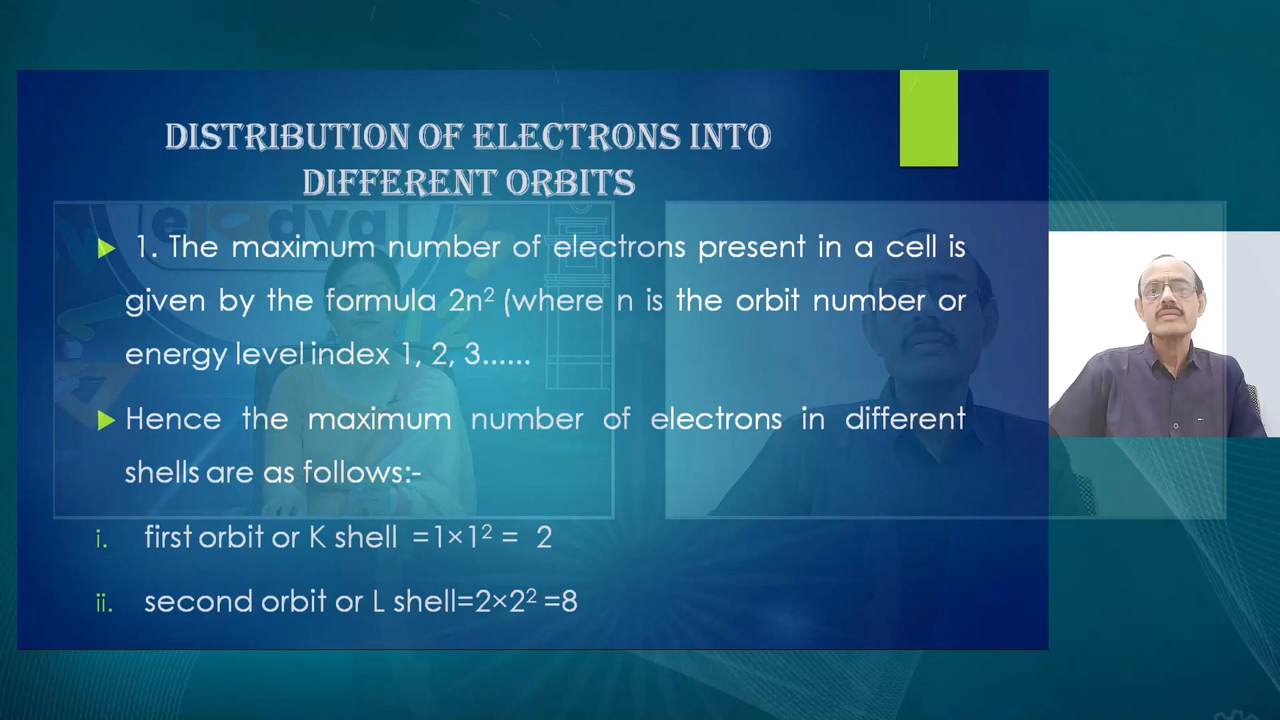 DISTRIBUTION OF ELECTRONS INTO
DIFFERENT ORBITS
1. The maximum number of electrons present in a cell is
given by the formula 2n² (where n is the orbit number or
energy level index 1, 2, 3......
Hence the maximum number of electrons in different
shells are as follows:-
i. first orbit or K shell =1×1² = 2
ii. second orbit or L shell=2×2² =8